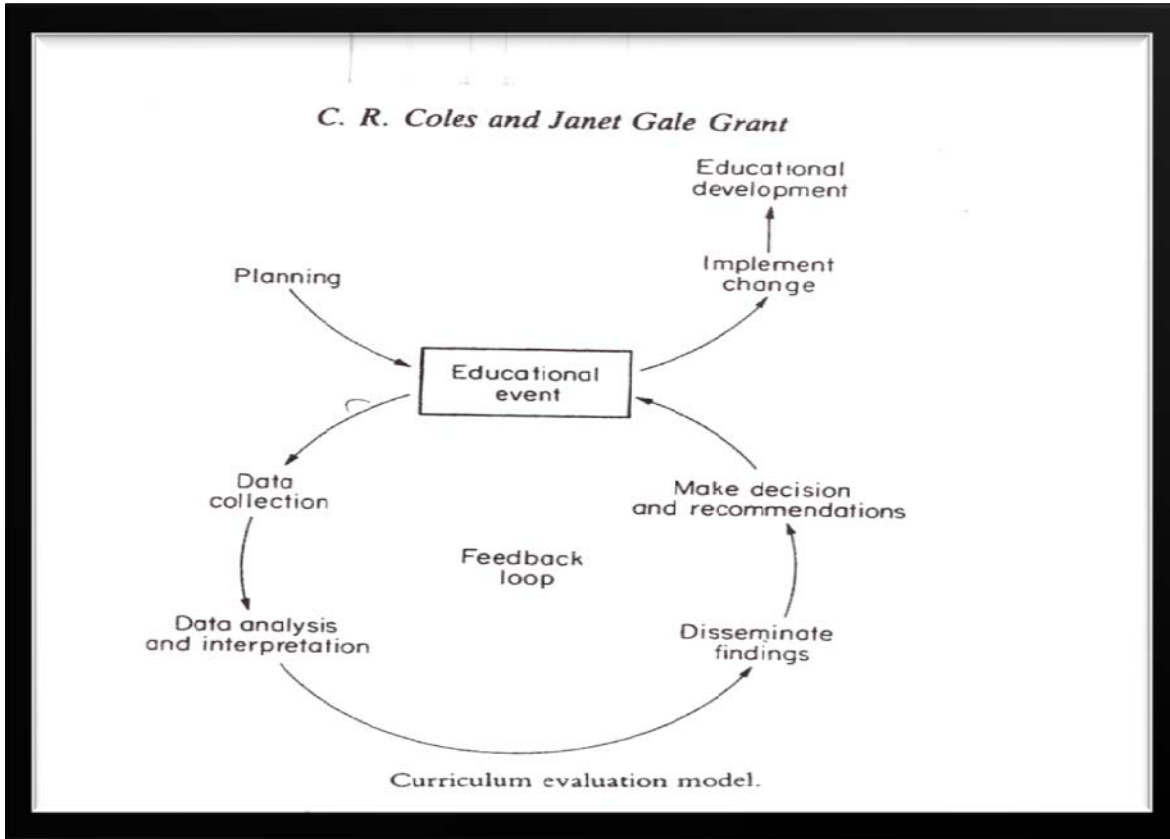 C. R. Coles and Janet Gale Grant
Educational
development
Implement
change
Planning
Educational
event
Data
collection
Make decision
and recommendations
Feedback
loop
Data analysis
and interpretation
Disseminate
findings
Curriculum evaluation model.